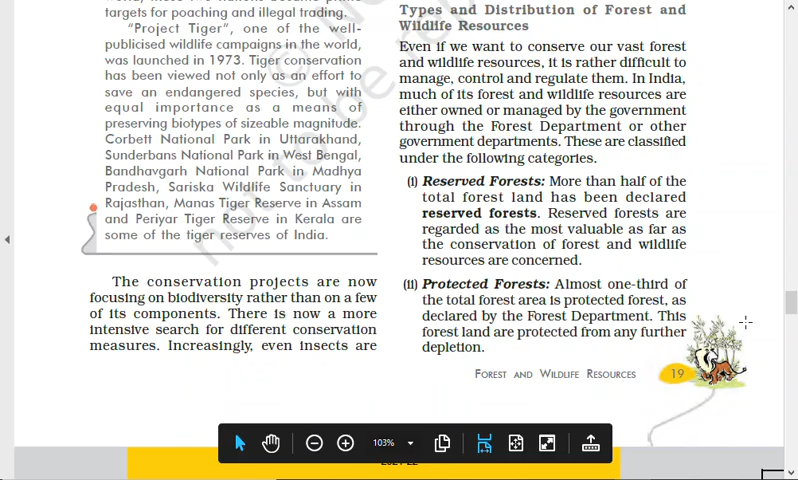 targets for poaching and illegal trading.
"Project Tiger", one of the well-
publicised wildlife campaigns in the world,
was launched in 1973. Tiger conservation
has been viewed not only as an effort to
save an endangered species, but with
equal importance as a means of
preserving biotypes of sizeable magnitude.
Corbett National Park in Uttarakhand,
Sunderbans National Park in West Bengal,
Bandhavgarh National Park in Madhya
Pradesh, Sariska Wildlife Sanctuary in
Rajasthan, Manas Tiger Reserve in Assam
and Periyar Tiger Reserve in Kerala are
some of the tiger reserves of India.
The conservation projects are now
focusing on biodiversity rather than on a few
of its components. There is now a more
intensive search for different conservation
measures. Increasingly, even insects are
Types and Distribution of Forest and
Wildlife Resources
Even if we want to conserve our vast forest
and wildlife resources, it is rather difficult to
manage, control and regulate them. In India,
much of its forest and wildlife resources are
either owned or managed by the government
through the Forest Department or other
government departments. These are classified
under the following categories.
(i) Reserved Forests: More than half of the
total forest land has been declared
reserved forests. Reserved forests are
regarded as the most valuable as far as
the conservation of forest and wildlife
resources are concerned.
(ii) Protected Forests: Almost one-third of
the total forest area is protected forest, as
declared by the Forest Department. This
forest land are protected from any further
depletion.
Forest and Wildlife Resources 19
not to be re
103%